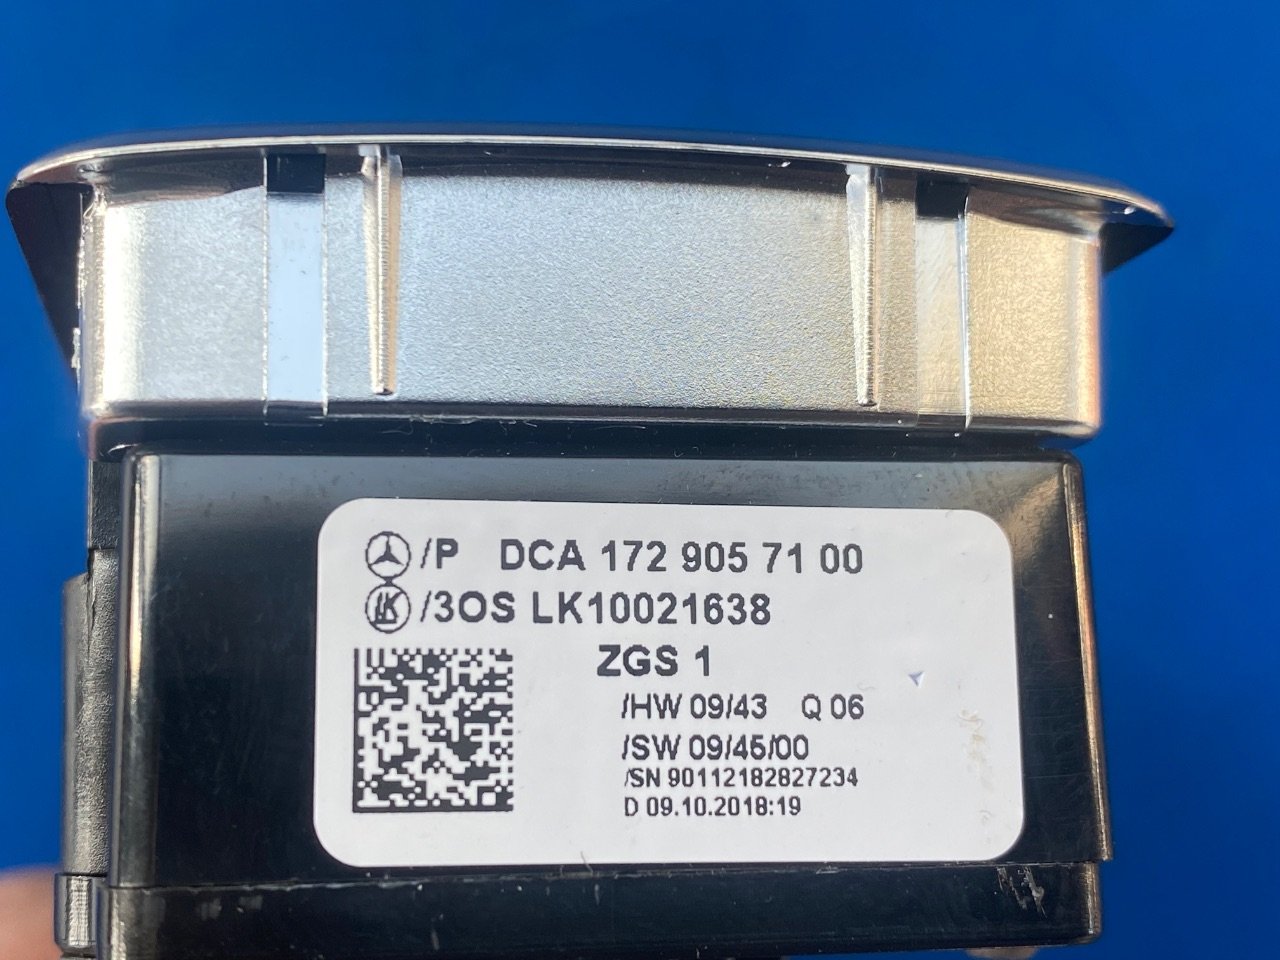 /P DCA 172 905 71 00
LK /3OS LK10021638
ZGS 1
/HW 09/43 Q 06
/SW 09/45/00
/SN 90112182827234
D 09.10.2018:19